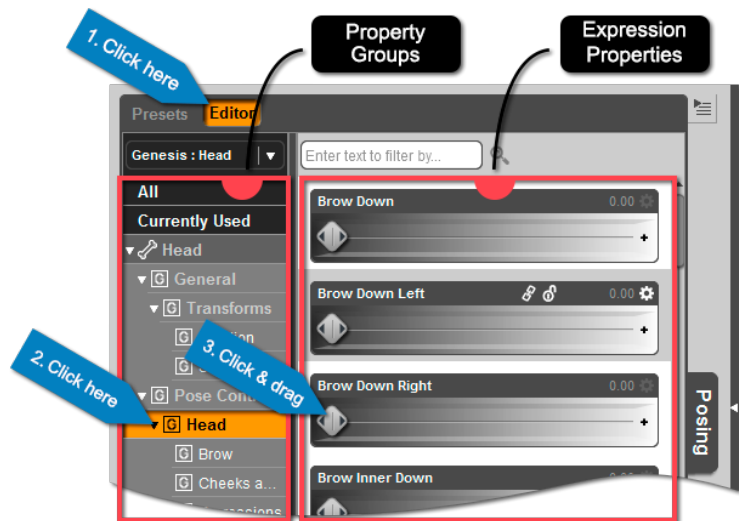 Property
Groups
Expression
Properties
1. Click here
Presets
Editor
Genesis : Head
Enter text to filter by...
All
Currently Used
Head
General
Transforms
2. Click here
Head
Brow
Cheeks a...
Brow Down
0.00
Brow Down Left
0.00
3. Click & drag
Brow Down Right
0.00
Brow Inner Down
Posing